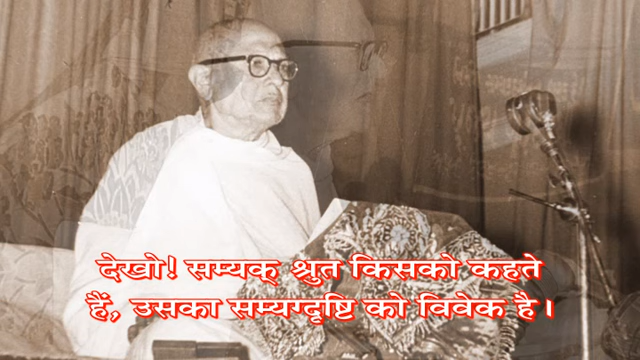 देखो! सम्यक् श्रुत किसको कहते
हैं, उसका सम्यग्दृष्टि को विवेक है।